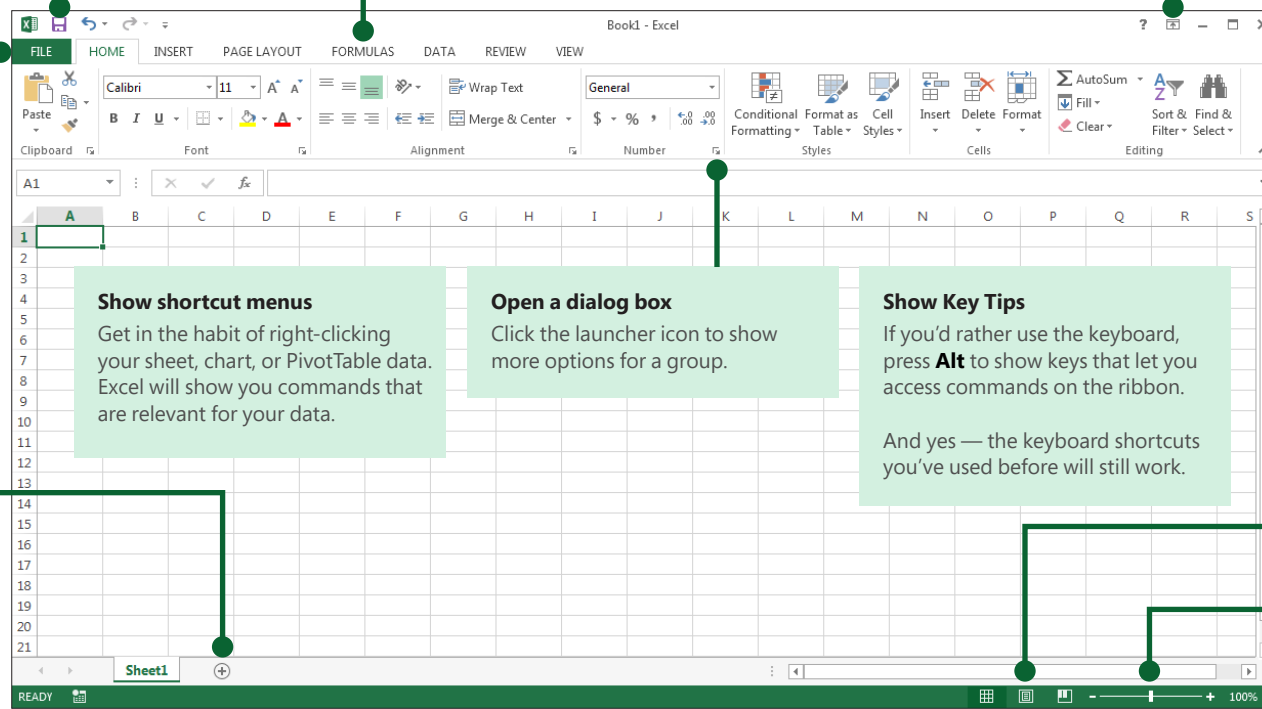 Book1 - Excel ?
FILE HOME INSERT PAGE LAYOUT FORMULAS DATA REVIEW VIEW
Calibri 11 Wrap Text General AutoSum
Paste B I U Merge & Center $ % , Conditional Formatting Format as Table Cell Styles Insert Delete Format Fill Clear Sort & Filter Find & Select
Clipboard Font Alignment Number Styles Cells Editing
A1 fx
A B C D E F G H I J K L M N O P Q R S
1
2
3
4
5
6
7
8
9
10
11
12
13
14
15
16
17
18
19
20
21
Show shortcut menus
Get in the habit of right-clicking
your sheet, chart, or PivotTable data.
Excel will show you commands that
are relevant for your data.
Open a dialog box
Click the launcher icon to show
more options for a group.
Show Key Tips
If you’d rather use the keyboard,
press Alt to show keys that let you
access commands on the ribbon.
And yes — the keyboard shortcuts
you’ve used before will still work.
Sheet1
READY 100%